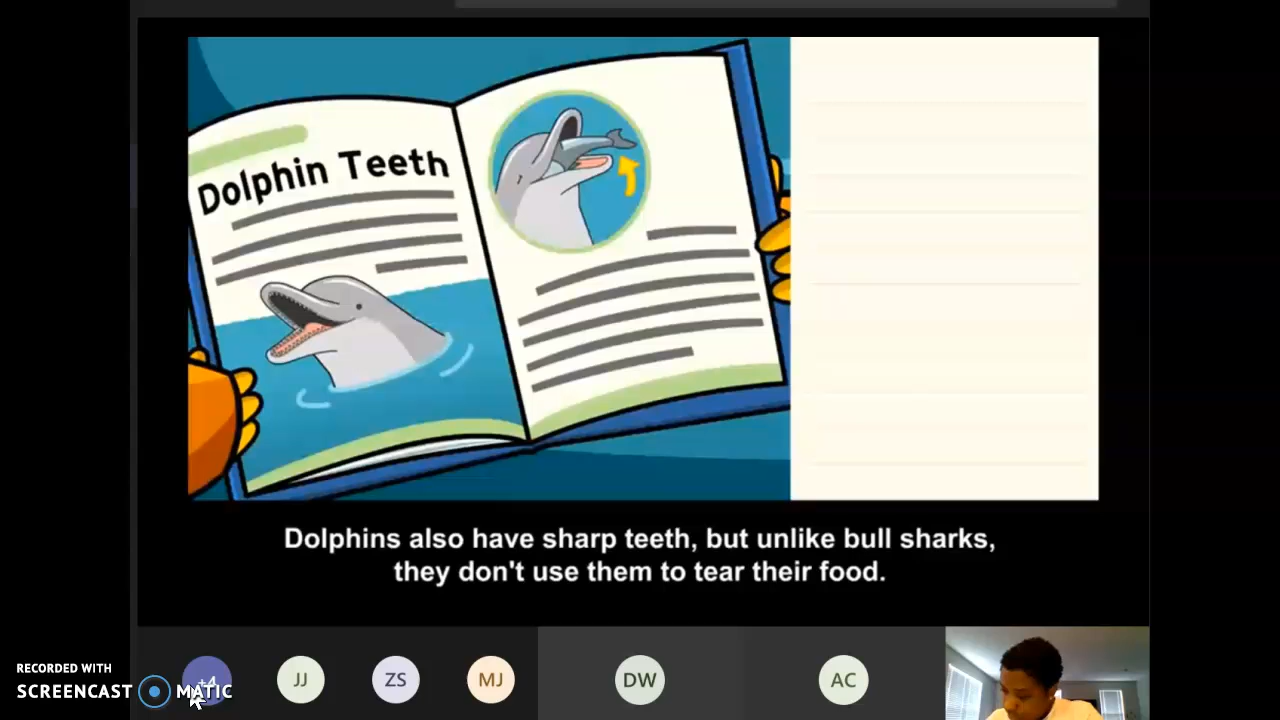 Dolphin Teeth
Dolphins also have sharp teeth, but unlike bull sharks,
they don't use them to tear their food.
+4
JJ
ZS
MJ
DW
AC
RECORDED WITH
SCREENCAST MATIC